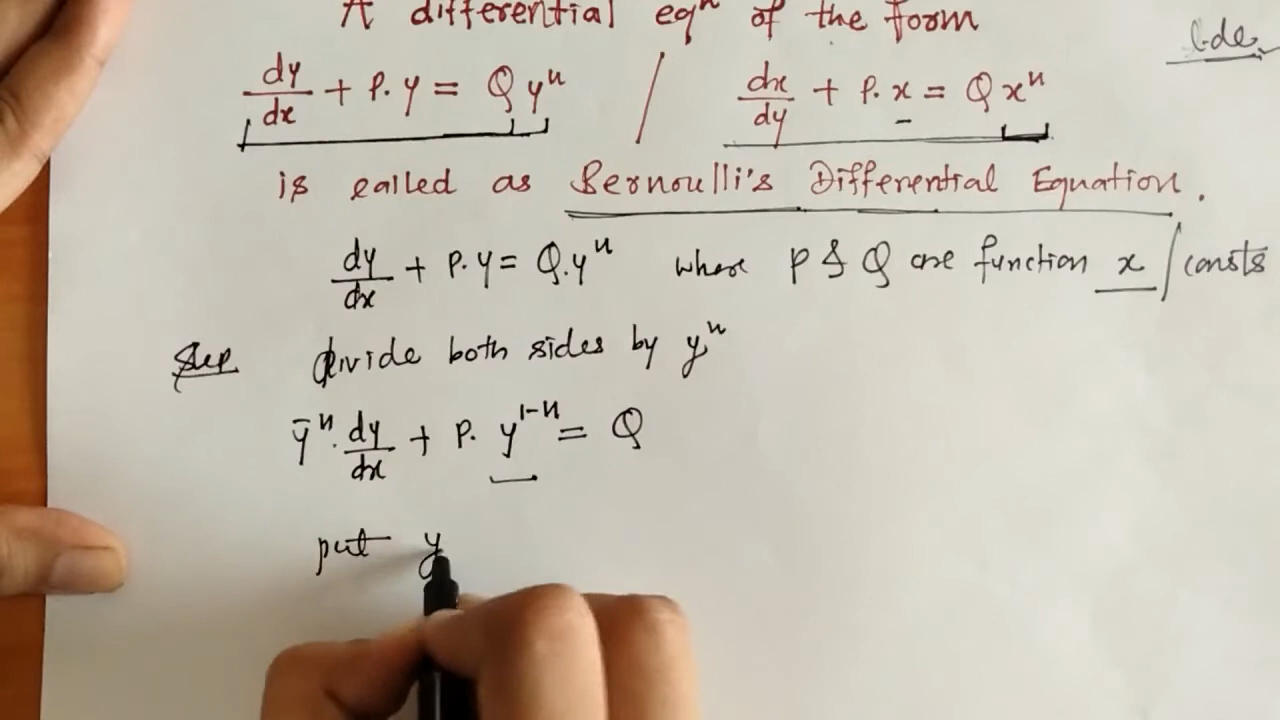 A differential eqⁿ of the form
l.de
dy/dx + P.y = Q yⁿ / dx/dy + P.x = Q xⁿ
is called as Bernoulli's Differential Equation.
dy/dx + P.y = Q.yⁿ where P & Q are function x / consts
Step divide both sides by yⁿ
y⁻ⁿ. dy/dx + P. y¹⁻ⁿ = Q
put y